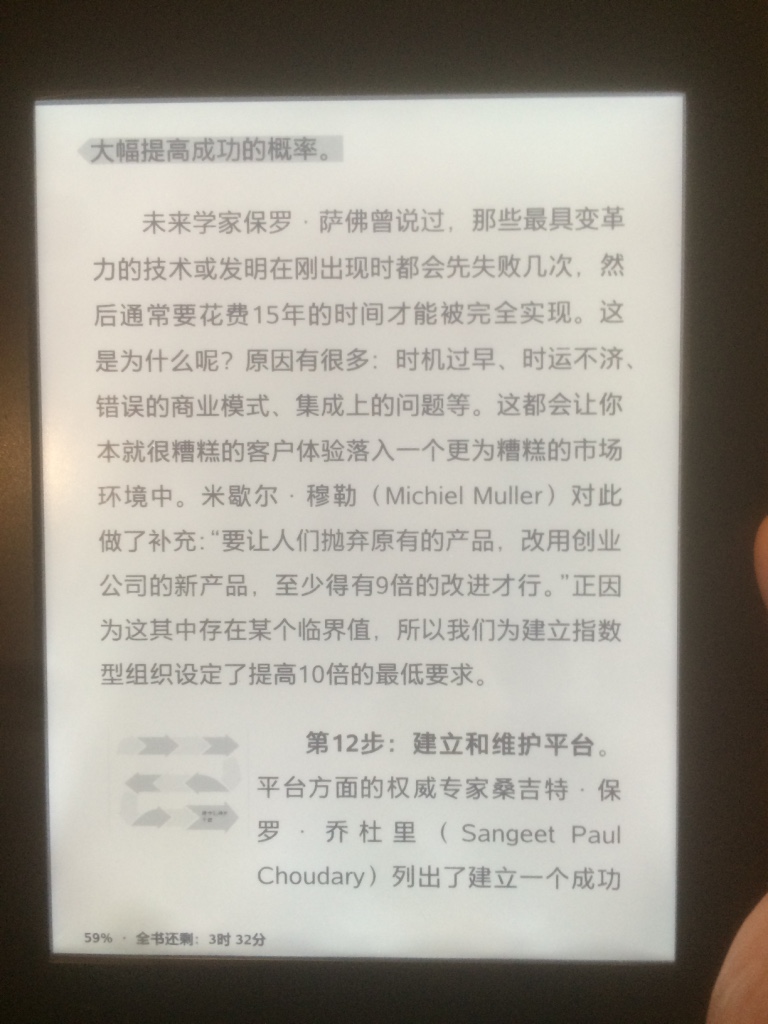 大幅提高成功的概率。
未来学家保罗·萨佛曾说过，那些最具变革
力的技术或发明在刚出现时都会先失败几次，然
后通常要花费15年的时间才能被完全实现。这
是为什么呢？原因有很多：时机过早、时运不济、
错误的商业模式、集成上的问题等。这都会让你
本就很糟糕的客户体验落入一个更为糟糕的市场
环境中。米歇尔·穆勒（Michiel Muller）对此
做了补充：“要让人们抛弃原有的产品，改用创业
公司的新产品，至少得有9倍的改进才行。”正因
为这其中存在某个临界值，所以我们为建立指数
型组织设定了提高10倍的最低要求。
第12步：建立和维护平台。
平台方面的权威专家桑吉特·保
罗·乔杜里（Sangeet Paul
Choudary）列出了建立一个成功
59% · 全书还剩：3时 32分